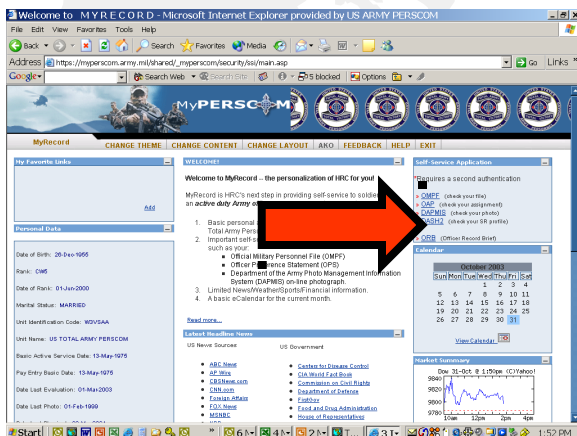 Welcome to M Y R E C O R D - Microsoft Internet Explorer provided by US ARMY PERSCOM
File Edit View Favorites Tools Help
Back Search Favorites Media
Address https://myperscom.army.mil/shared/_myperscom/security/ssi/main.asp Go Links »
Google Search Web Search Site 5 blocked Options
MyPERSCOM
MyRecord CHANGE THEME CHANGE CONTENT CHANGE LAYOUT AKO FEEDBACK HELP EXIT
My Favorite Links
Add
Personal Data
Date of Birth: 26-Dec-1955
Rank: CW5
Date of Rank: 01-Jun-2000
Marital Status: MARRIED
Unit Identification Code: W0VSAA
Unit Name: US TOTAL ARMY PERSCOM
Basic Active Service Date: 13-May-1975
Pay Entry Basic Date: 13-May-1975
Date Last Evaluation: 01-Mar-2003
Date Last Photo: 01-Feb-1999
WELCOME!
Welcome to MyRecord -- the personalization of HRC for you!
MyRecord is HRC's next step in providing self-service to soldie
an active duty Army o
1. Basic personal
Total Army Pers
2. Important self-s
such as your:
Official Military Personnel File (OMPF)
Officer P rence Statement (OPS)
Department of the Army Photo Management Information
System (DAPMIS) on-line photograph.
3. Limited News/Weather/Sports/Financial information.
4. A basic eCalendar for the current month.
Read more...
Latest Headline News
US News Sources US Government
ABC News
AP Wire
CBSNews.com
CNN.com
Foreign Affairs
FOX News
MSNBC
Centers for Disease Control
CIA World Fact Book
Commission on Civil Rights
Department of Defense
FirstGov
Food and Drug Administration
House of Representatives
Self-Service Application
*Requires a second authentication
» OMPF (check your file)
» OAP (check your assignment)
» DAPMIS (check your photo)
DASH2 (check your SR profile)
» ORB (Officer Record Brief)
Calendar
October 2003
Sun Mon Tue Wed Thu Fri Sat
1 2 3 4
5 6 7 8 9 10 11
12 13 14 15 16 17 18
19 20 21 22 23 24 25
26 27 28 29 30 31
View Calendar
Market Summary
Dow 31-Oct @ 1:50pm (C)Yahoo!
9840
9820
9800
9780
10am 12pm 2pm 4pm
Start 1:52 PM